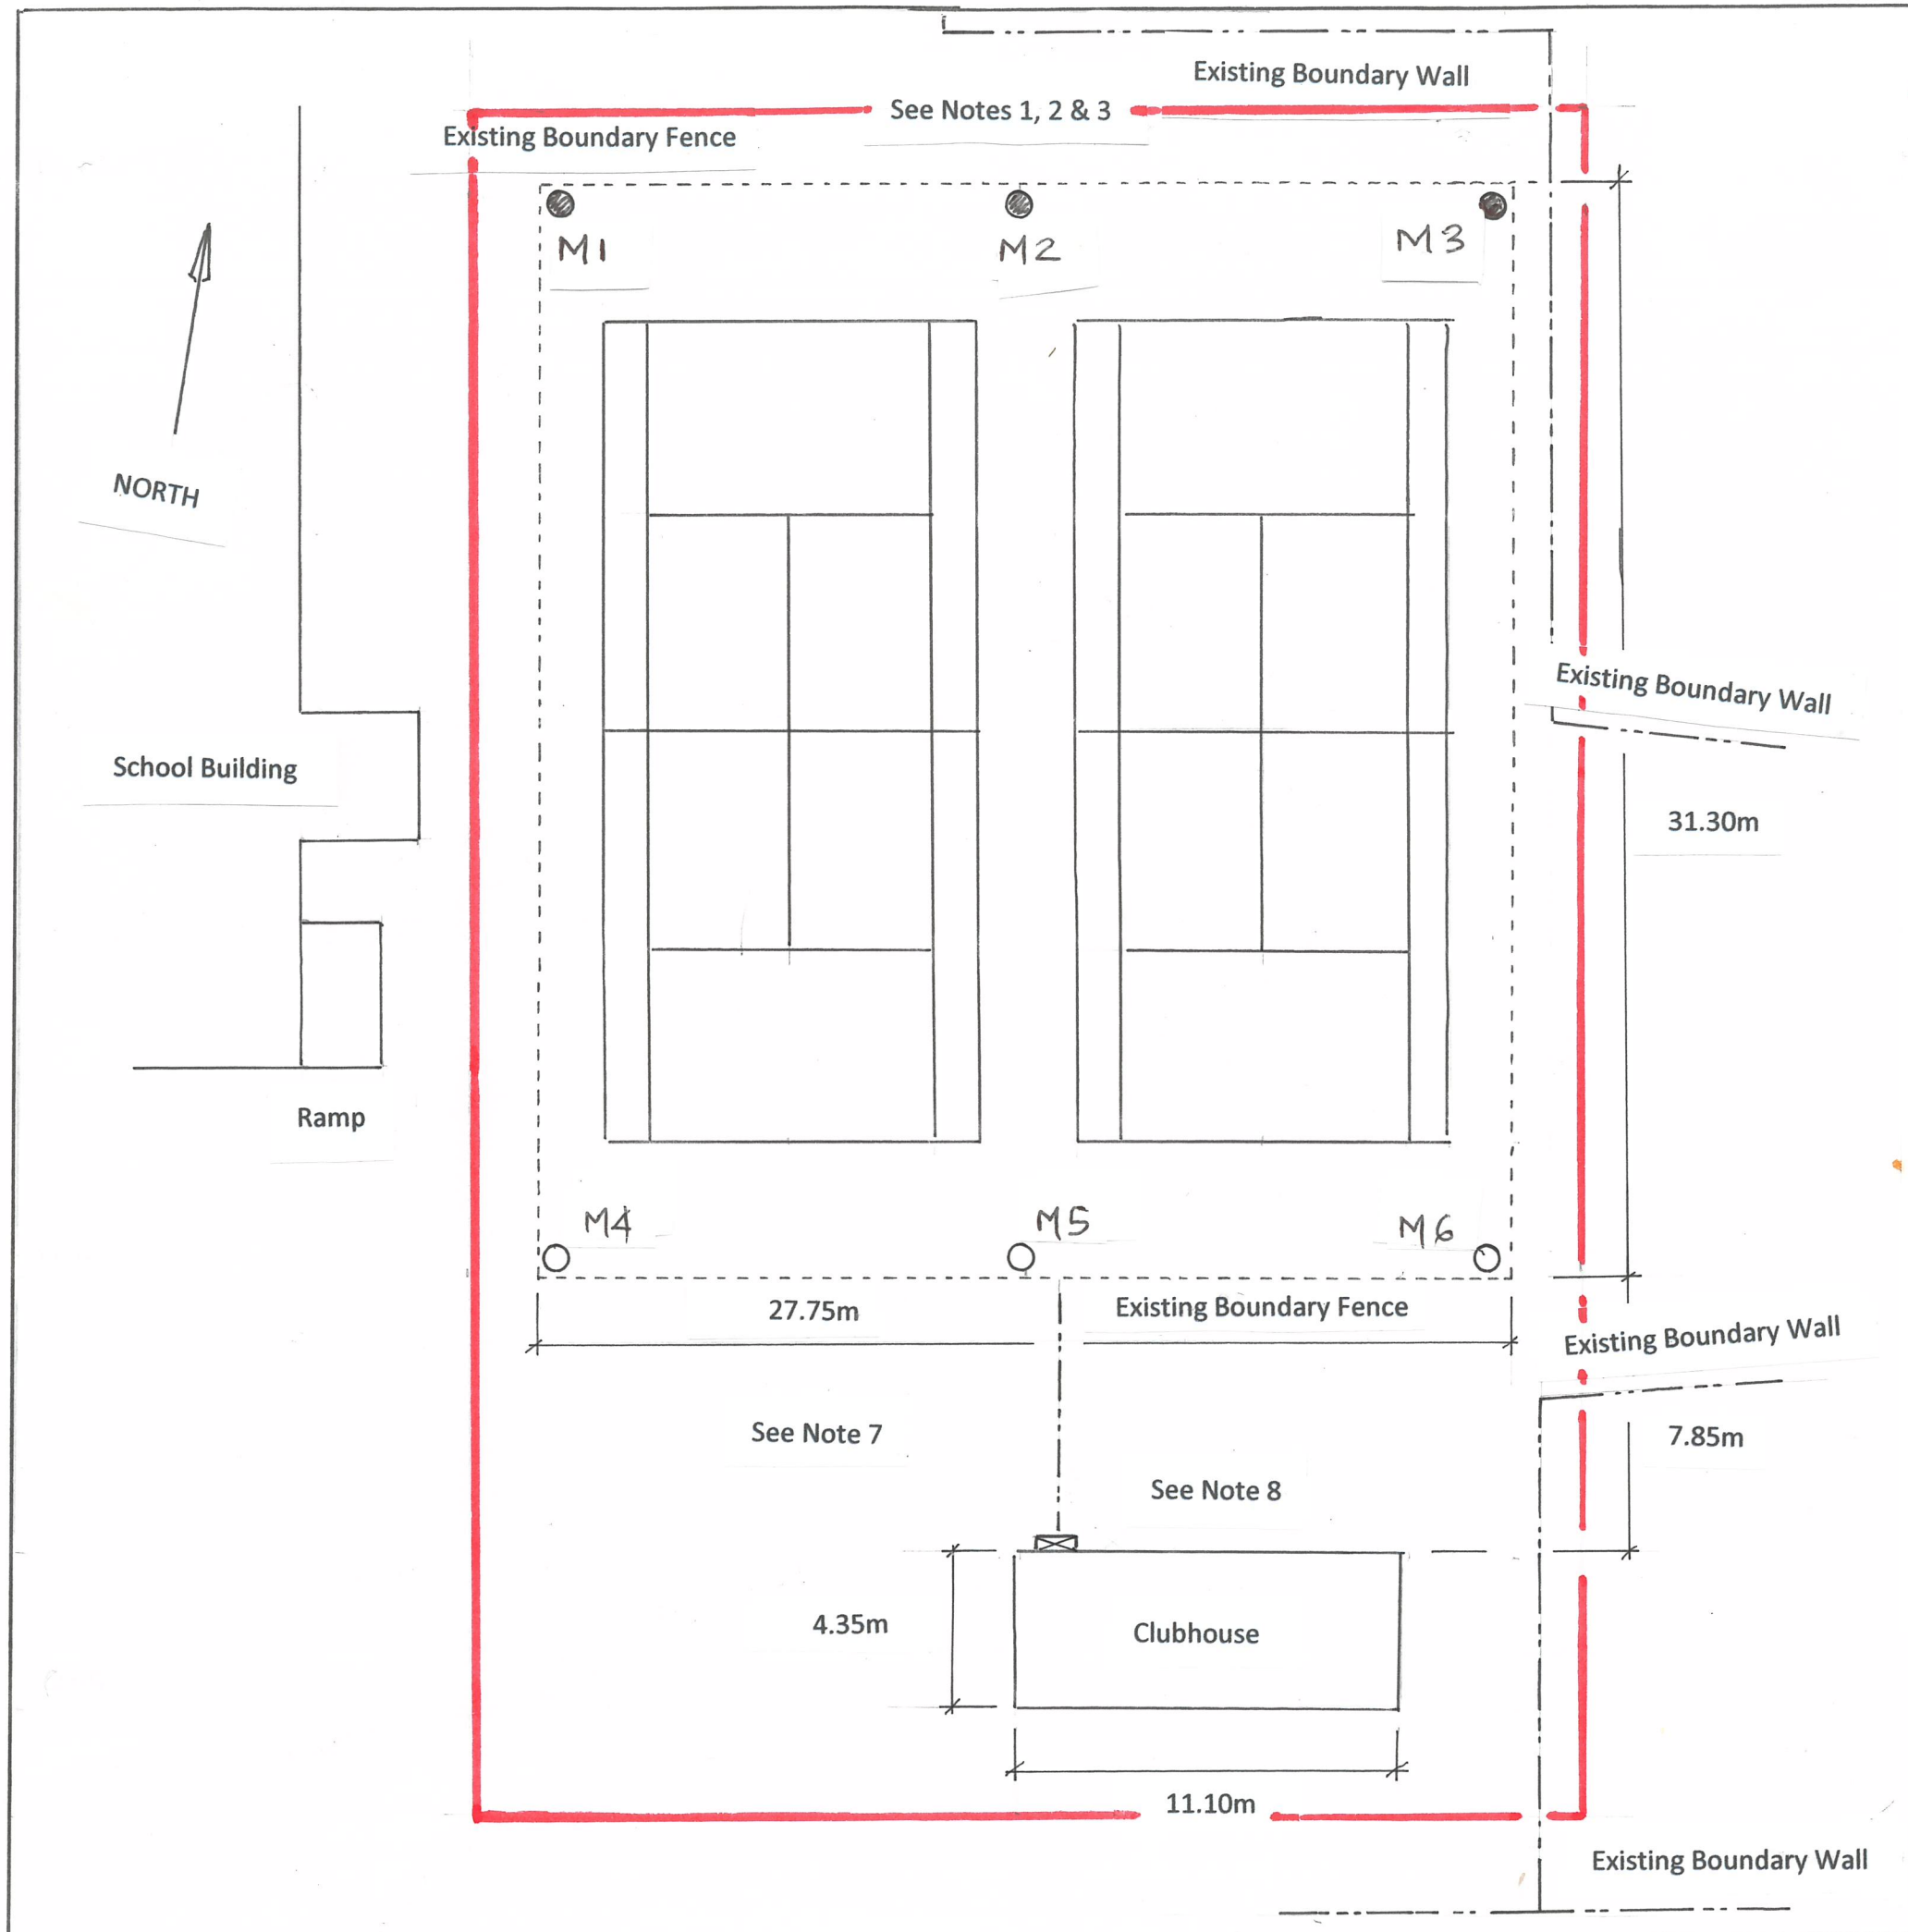 Existing Boundary Wall
See Notes 1, 2 & 3
Existing Boundary Fence
M1
M2
M3
NORTH
Existing Boundary Wall
School Building
31.30m
Ramp
M4
M5
M6
27.75m
Existing Boundary Fence
Existing Boundary Wall
See Note 7
7.85m
See Note 8
4.35m
Clubhouse
11.10m
Existing Boundary Wall